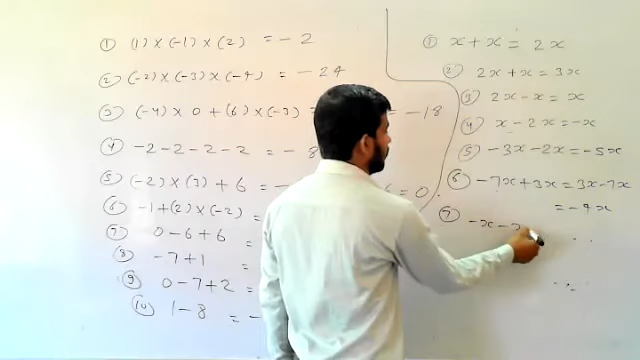 ① (1) × (-1) × (2) = - 2
② (-2) × (-3) × (-4) = - 24
③ (-4) × 0 + (6) × (-3) = = - 18
④ -2 - 2 - 2 - 2 = - 8
⑤ (-2) × (3) + 6 = - = 0.
⑥ -1 + (2) × (-2) =
⑦ 0 - 6 + 6 =
⑧ -7 + 1 =
⑨ 0 - 7 + 2 =
⑩ 1 - 8 = -
① x + x = 2x
② 2x + x = 3x
③ 2x - x = x
④ x - 2x = -x
⑤ -3x - 2x = -5x
⑥ -7x + 3x = 3x - 7x
= - 4x
⑦ -x -